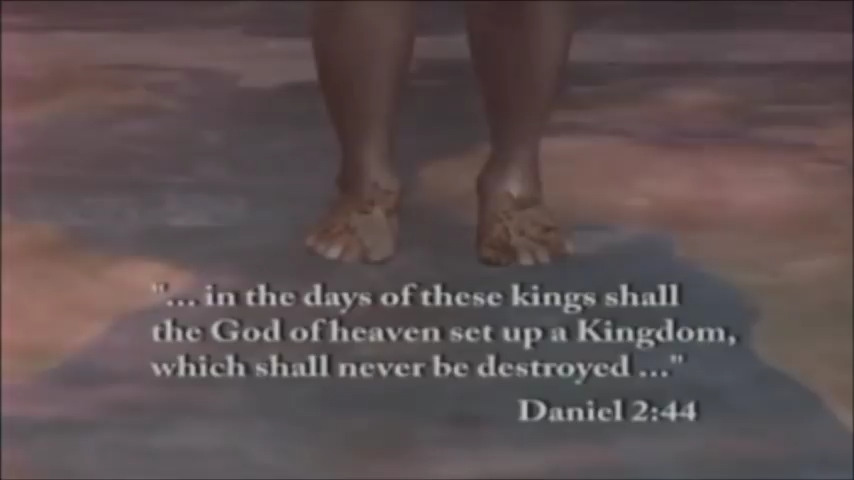 "... in the days of these kings shall
the God of heaven set up a Kingdom,
which shall never be destroyed ..."
Daniel 2:44